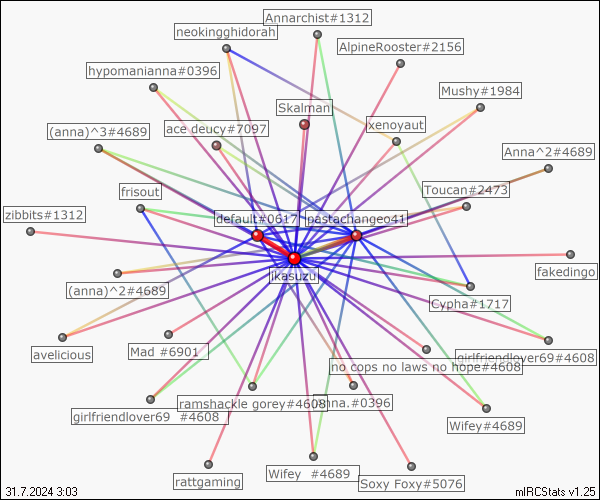 Annarchist#1312
neokingghidorah
AlpineRooster#2156
hypomanianna#0396
Mushy#1984
Skalman
ace deucy#7097
xenoyaut
(anna)^3#4689
Anna^2#4689
frisout
Toucan#2473
zibbits#1312
default#0617
pastachangeo41
ikasuzu
fakedingo
(anna)^2#4689
Cypha#1717
avelicious
Mad #6901
girlfriendlover69#4608
no cops no laws no hope#4608
ramshackle gorey#4608
girlfriendlover69 #4608
Wifey#4689
rattgaming
Wifey #4689
Soxy Foxy#5076
31.7.2024 3:03
mIRCStats v1.25